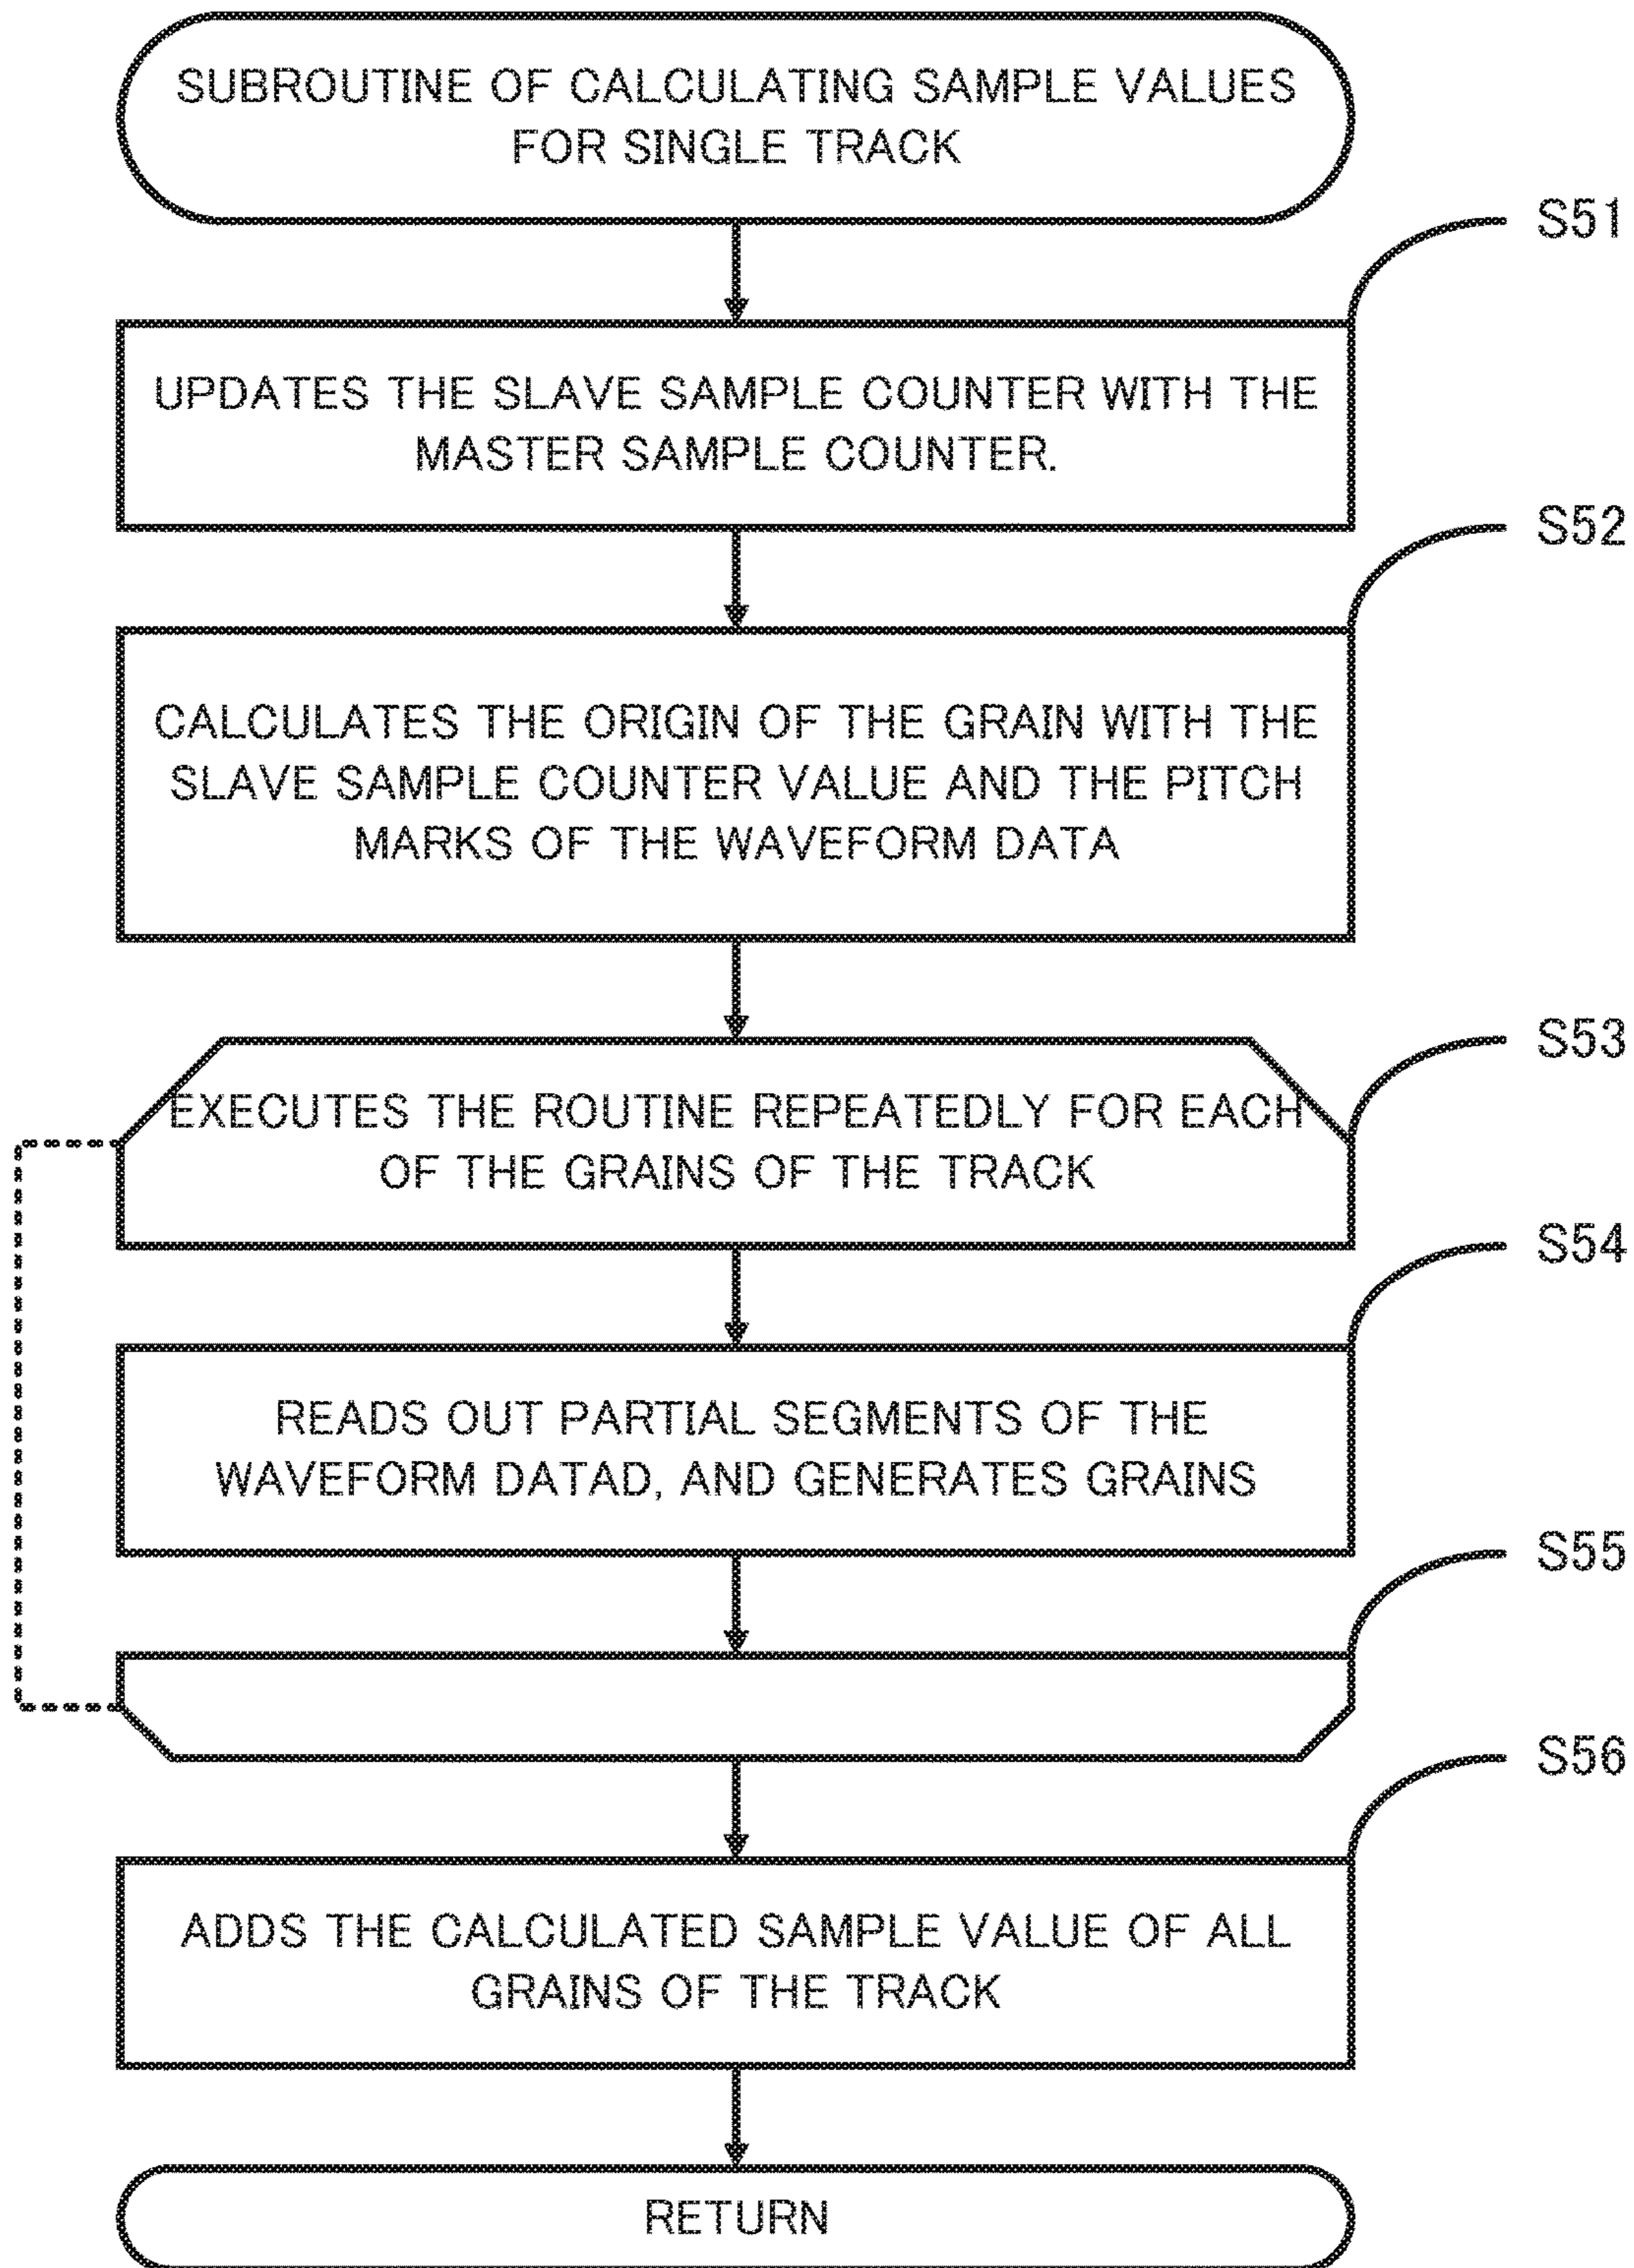 SUBROUTINE OF CALCULATING SAMPLE VALUES
FOR SINGLE TRACK
S51
UPDATES THE SLAVE SAMPLE COUNTER WITH THE
MASTER SAMPLE COUNTER.
S52
CALCULATES THE ORIGIN OF THE GRAIN WITH THE
SLAVE SAMPLE COUNTER VALUE AND THE PITCH
MARKS OF THE WAVEFORM DATA
S53
EXECUTES THE ROUTINE REPEATEDLY FOR EACH
OF THE GRAINS OF THE TRACK
S54
READS OUT PARTIAL SEGMENTS OF THE
WAVEFORM DATAD, AND GENERATES GRAINS
S55
S56
ADDS THE CALCULATED SAMPLE VALUE OF ALL
GRAINS OF THE TRACK
RETURN